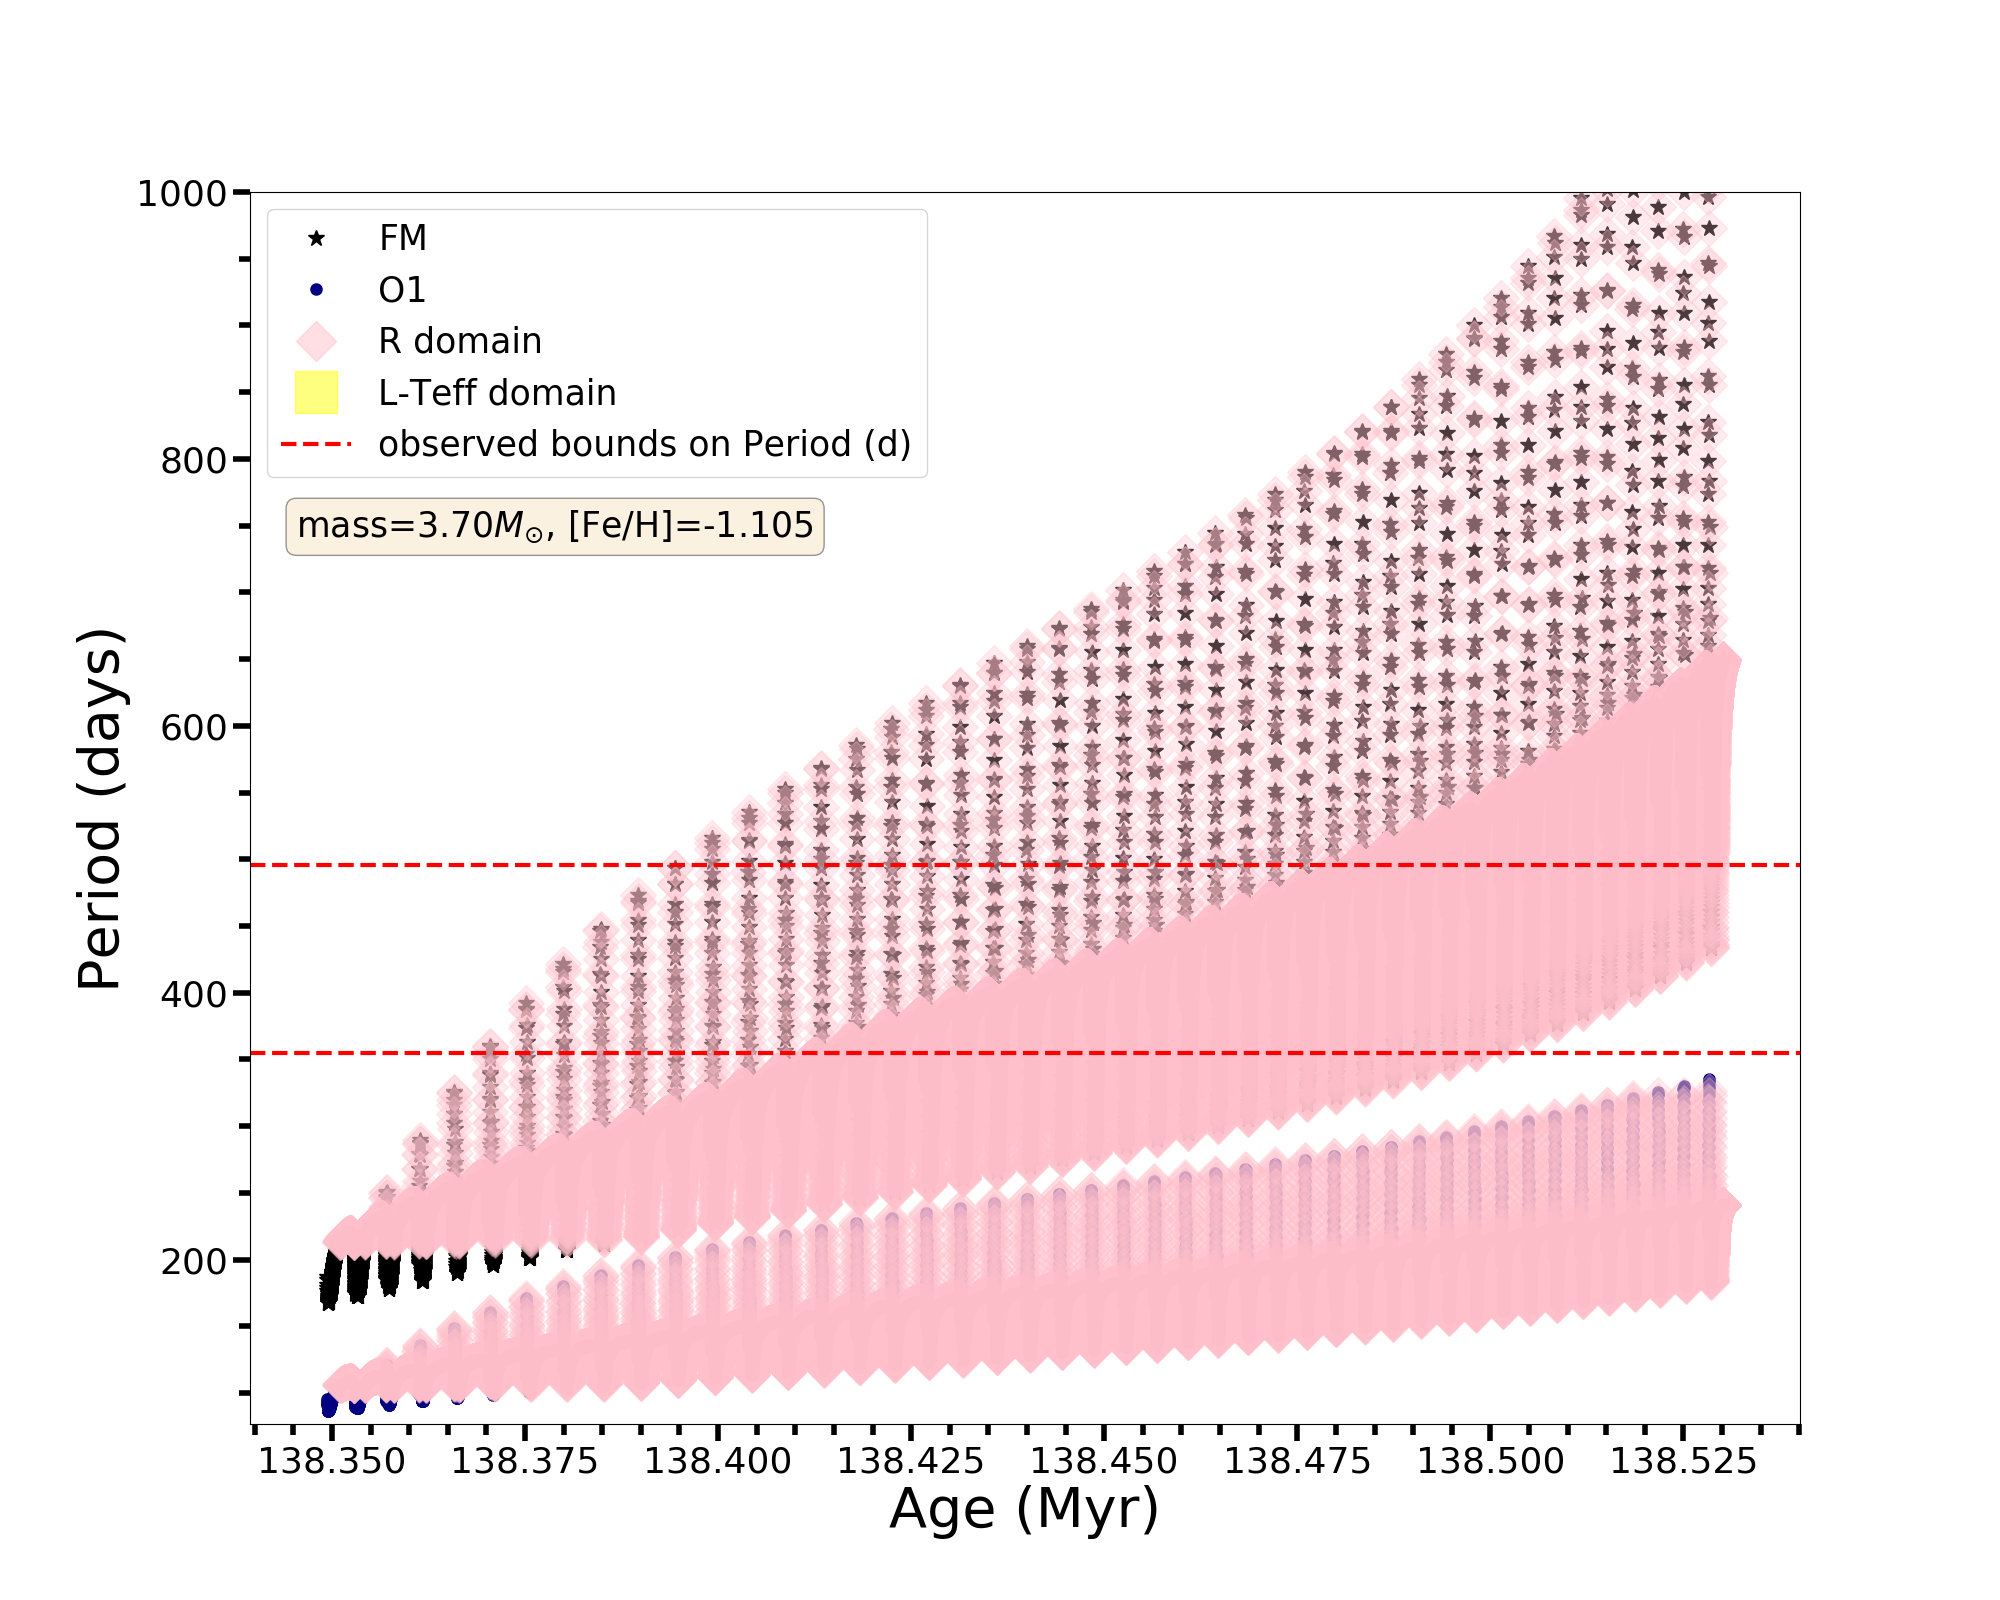 1000
800
600
400
200
Period (days)
FM
O1
R domain
L-Teff domain
observed bounds on Period (d)
mass=3.70M⊙, [Fe/H]=-1.105
138.350 138.375 138.400 138.425 138.450 138.475 138.500 138.525
Age (Myr)